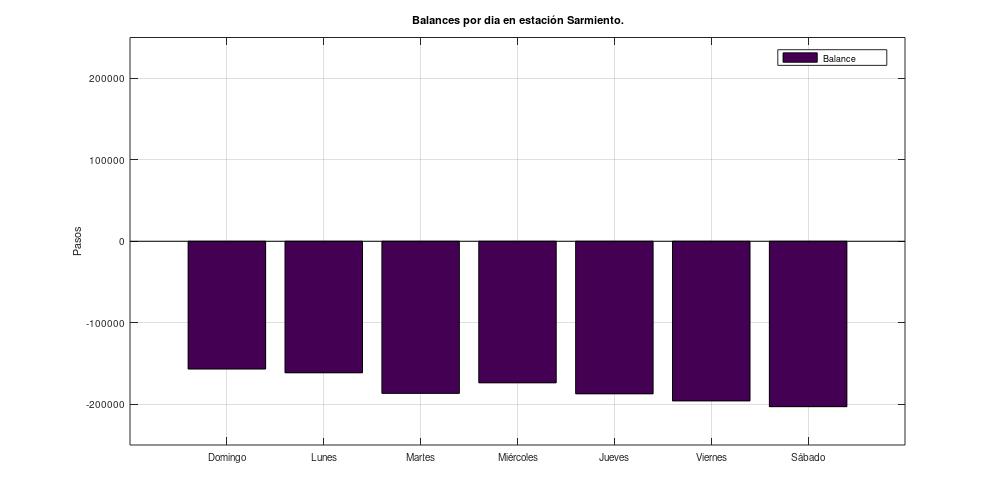 Balances por dia en estación Sarmiento.
Balance
200000
100000
0
-100000
-200000
Pasos
Domingo Lunes Martes Miércoles Jueves Viernes Sábado